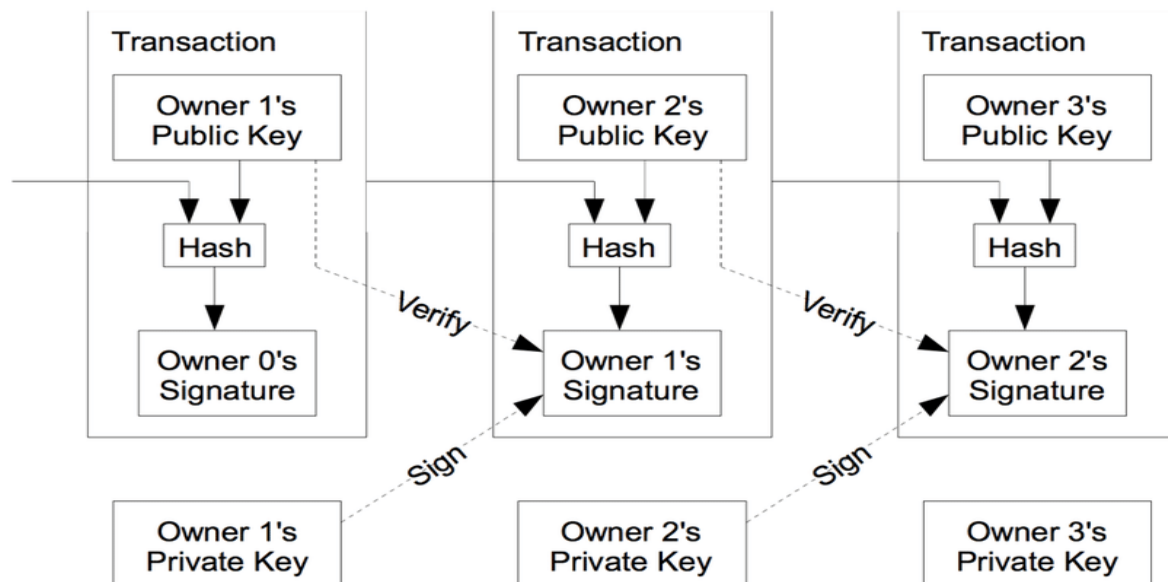 Transaction
Owner 1's
Public Key
Hash
Owner 0's
Signature
Transaction
Owner 2's
Public Key
Hash
Owner 1's
Signature
Transaction
Owner 3's
Public Key
Hash
Owner 2's
Signature
Verify
Verify
Sign
Sign
Owner 1's
Private Key
Owner 2's
Private Key
Owner 3's
Private Key